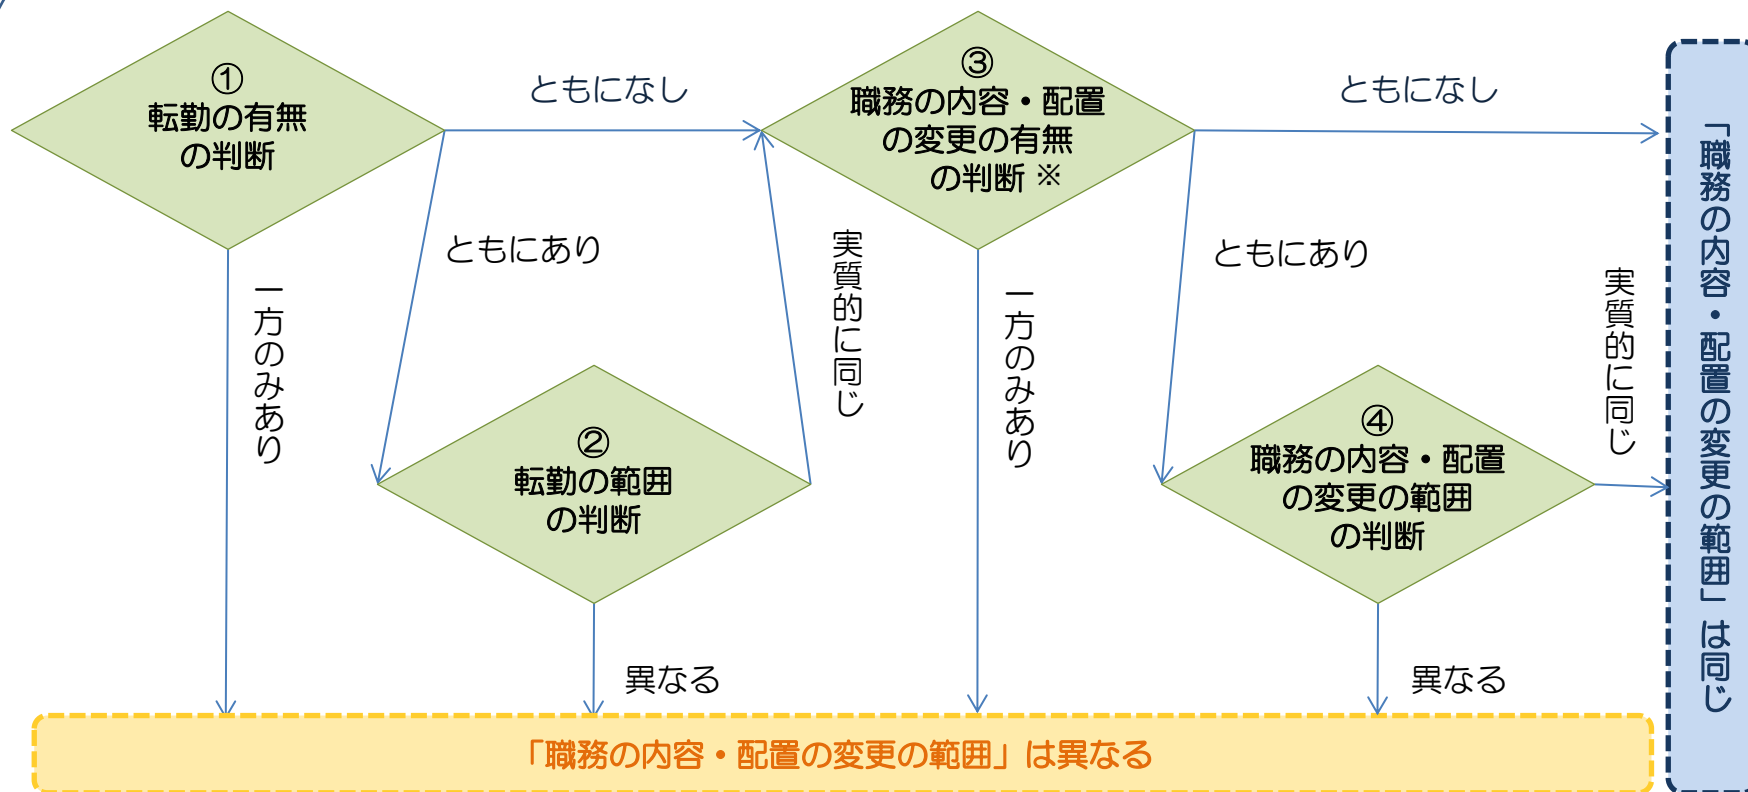 ①
転勤の有無
の判断
ともになし
③
職務の内容・配置
の変更の有無
の判断 ※
ともになし
ともにあり
一方のみあり
実質的に同じ
ともにあり
一方のみあり
実質的に同じ
②
転勤の範囲
の判断
④
職務の内容・配置
の変更の範囲
の判断
異なる
異なる
「職務の内容・配置の変更の範囲」は同じ
「職務の内容・配置の変更の範囲」は異なる